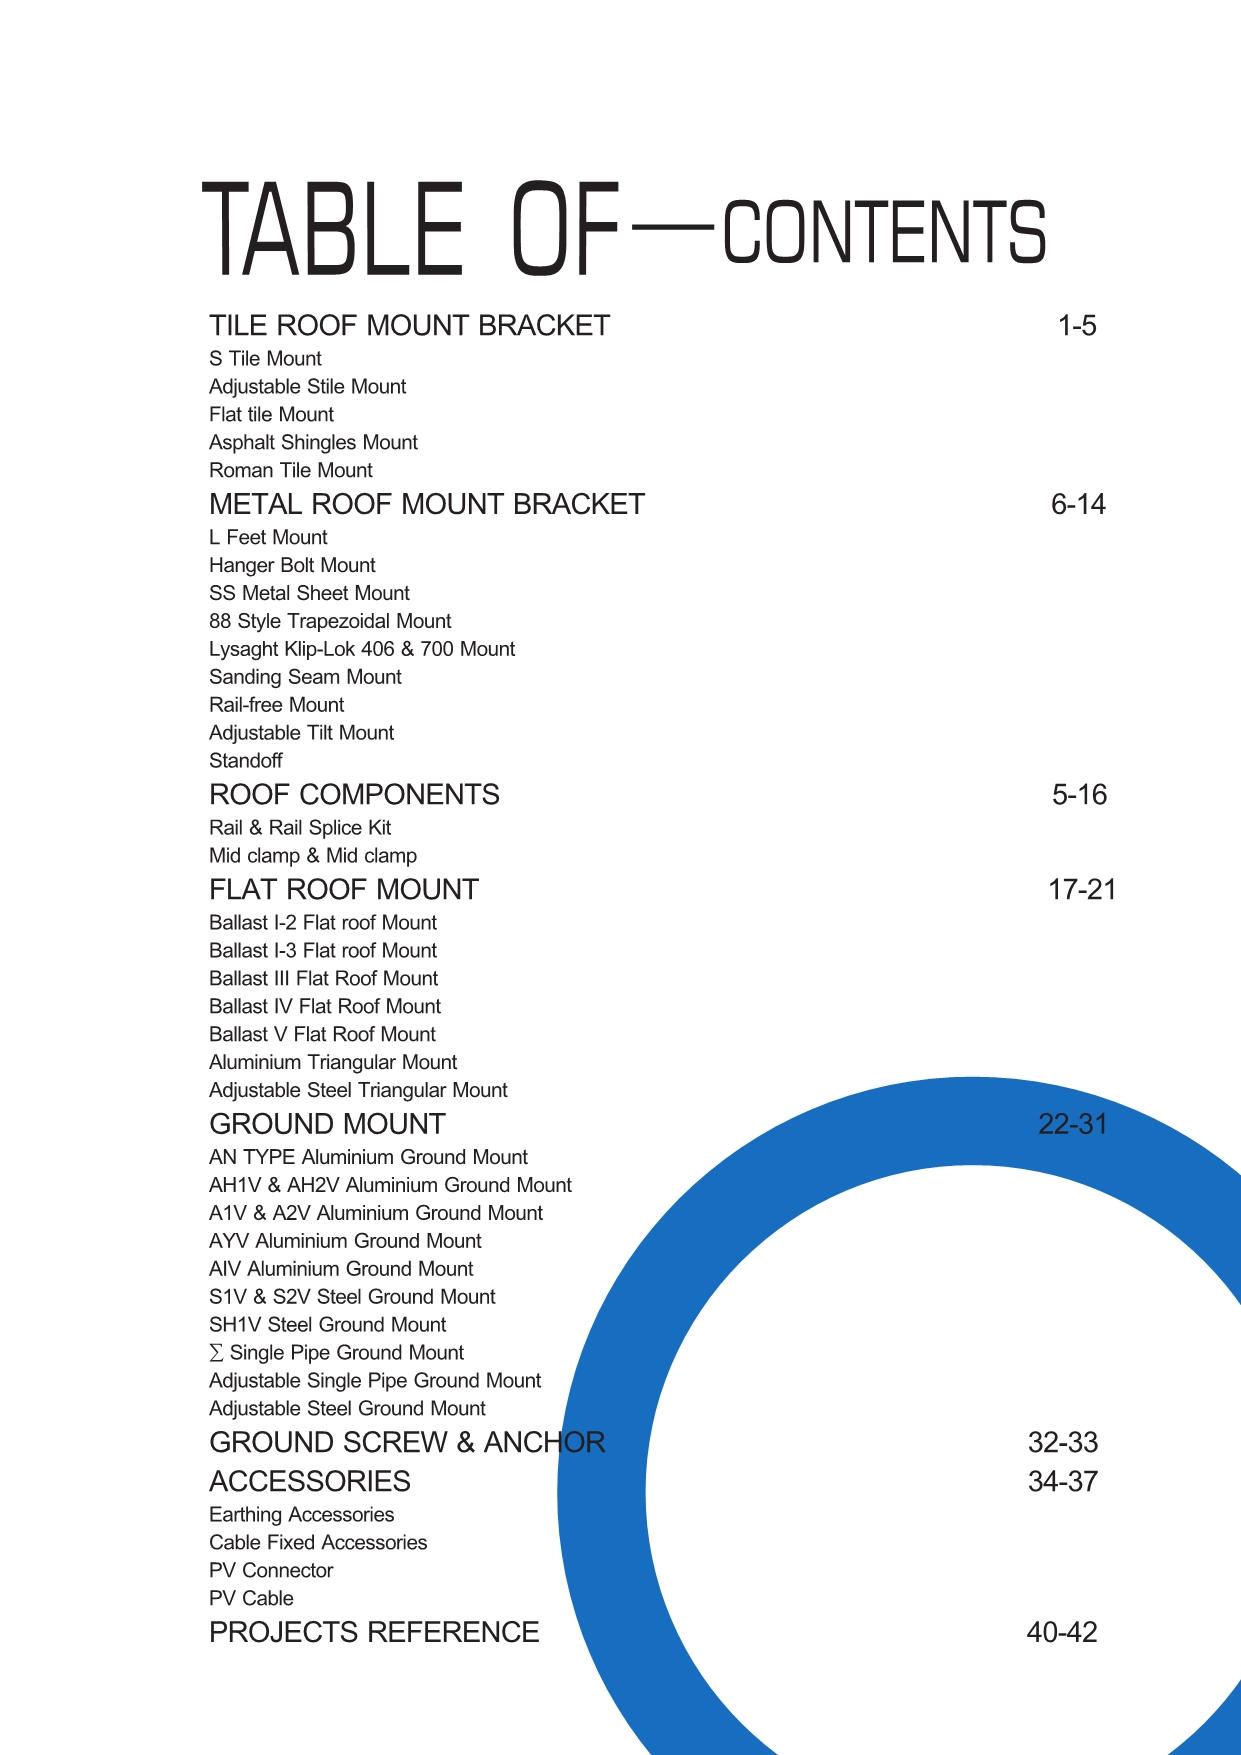 TABLE OF—CONTENTS
TILE ROOF MOUNT BRACKET 1-5
S Tile Mount
Adjustable Stile Mount
Flat tile Mount
Asphalt Shingles Mount
Roman Tile Mount
METAL ROOF MOUNT BRACKET 6-14
L Feet Mount
Hanger Bolt Mount
SS Metal Sheet Mount
88 Style Trapezoidal Mount
Lysaght Klip-Lok 406 & 700 Mount
Sanding Seam Mount
Rail-free Mount
Adjustable Tilt Mount
Standoff
ROOF COMPONENTS 5-16
Rail & Rail Splice Kit
Mid clamp & Mid clamp
FLAT ROOF MOUNT 17-21
Ballast I-2 Flat roof Mount
Ballast I-3 Flat roof Mount
Ballast III Flat Roof Mount
Ballast IV Flat Roof Mount
Ballast V Flat Roof Mount
Aluminium Triangular Mount
Adjustable Steel Triangular Mount
GROUND MOUNT 22-31
AN TYPE Aluminium Ground Mount
AH1V & AH2V Aluminium Ground Mount
A1V & A2V Aluminium Ground Mount
AYV Aluminium Ground Mount
AIV Aluminium Ground Mount
S1V & S2V Steel Ground Mount
SH1V Steel Ground Mount
∑ Single Pipe Ground Mount
Adjustable Single Pipe Ground Mount
Adjustable Steel Ground Mount
GROUND SCREW & ANCHOR 32-33
ACCESSORIES 34-37
Earthing Accessories
Cable Fixed Accessories
PV Connector
PV Cable
PROJECTS REFERENCE 40-42